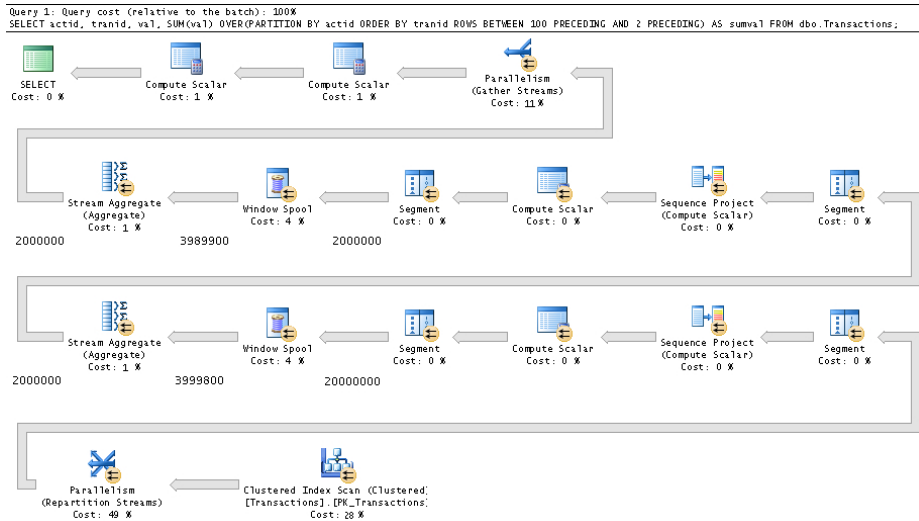 Query 1: Query cost (relative to the batch): 100%
SELECT actid, tranid, val, SUM(val) OVER(PARTITION BY actid ORDER BY tranid ROWS BETWEEN 100 PRECEDING AND 2 PRECEDING) AS sumval FROM dbo.Transactions;
SELECT
Cost: 0 %
Compute Scalar
Cost: 1 %
Compute Scalar
Cost: 1 %
Parallelism
(Gather Streams)
Cost: 11 %
Stream Aggregate
(Aggregate)
Cost: 1 %
Window Spool
Cost: 4 %
Segment
Cost: 0 %
Compute Scalar
Cost: 0 %
Sequence Project
(Compute Scalar)
Cost: 0 %
Segment
Cost: 0 %
2000000
3989900
2000000
Stream Aggregate
(Aggregate)
Cost: 1 %
Window Spool
Cost: 4 %
Segment
Cost: 0 %
Compute Scalar
Cost: 0 %
Sequence Project
(Compute Scalar)
Cost: 0 %
Segment
Cost: 0 %
2000000
3999800
20000000
Parallelism
(Repartition Streams)
Cost: 49 %
Clustered Index Scan (Clustered)
[Transactions].[PK_Transactions]
Cost: 28 %